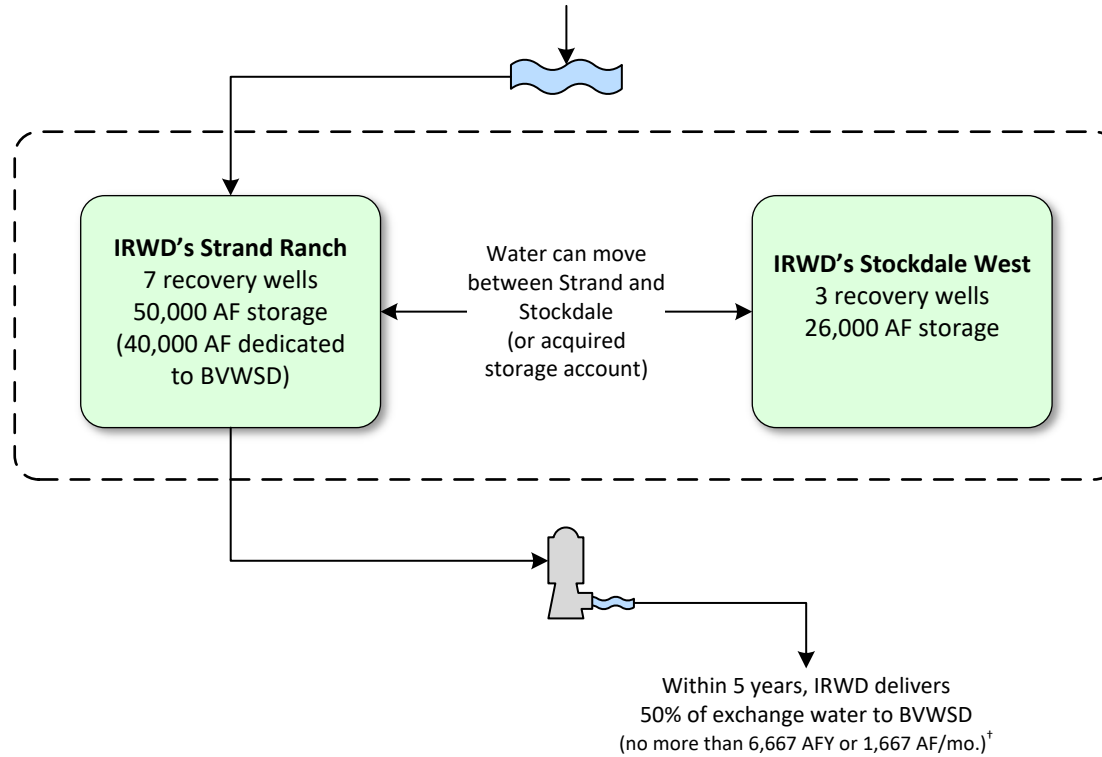 IRWD's Strand Ranch
7 recovery wells
50,000 AF storage
(40,000 AF dedicated
to BVWSD)
Water can move
between Strand and
Stockdale
(or acquired
storage account)
IRWD's Stockdale West
3 recovery wells
26,000 AF storage
Within 5 years, IRWD delivers
50% of exchange water to BVWSD
(no more than 6,667 AFY or 1,667 AF/mo.)†